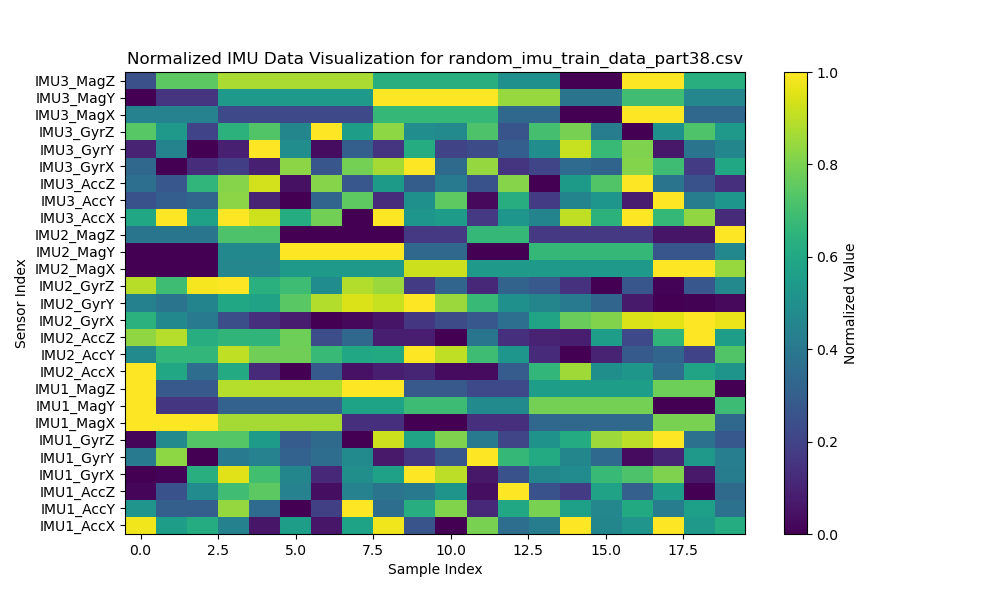 Normalized IMU Data Visualization for random_imu_train_data_part38.csv
Sensor Index
IMU3_MagZ
IMU3_MagY
IMU3_MagX
IMU3_GyrZ
IMU3_GyrY
IMU3_GyrX
IMU3_AccZ
IMU3_AccY
IMU3_AccX
IMU2_MagZ
IMU2_MagY
IMU2_MagX
IMU2_GyrZ
IMU2_GyrY
IMU2_GyrX
IMU2_AccZ
IMU2_AccY
IMU2_AccX
IMU1_MagZ
IMU1_MagY
IMU1_MagX
IMU1_GyrZ
IMU1_GyrY
IMU1_GyrX
IMU1_AccZ
IMU1_AccY
IMU1_AccX
0.0 2.5 5.0 7.5 10.0 12.5 15.0 17.5
Sample Index
1.0
0.8
0.6
0.4
0.2
0.0
Normalized Value